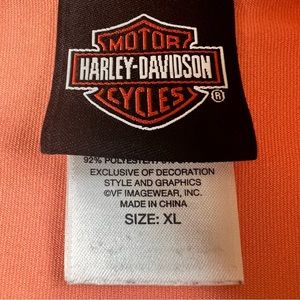 MOTOR
HARLEY-DAVIDSON
CYCLES
®
92% POLYESTER
EXCLUSIVE OF DECORATION
STYLE AND GRAPHICS
©VF IMAGEWEAR, INC.
MADE IN CHINA
SIZE: XL